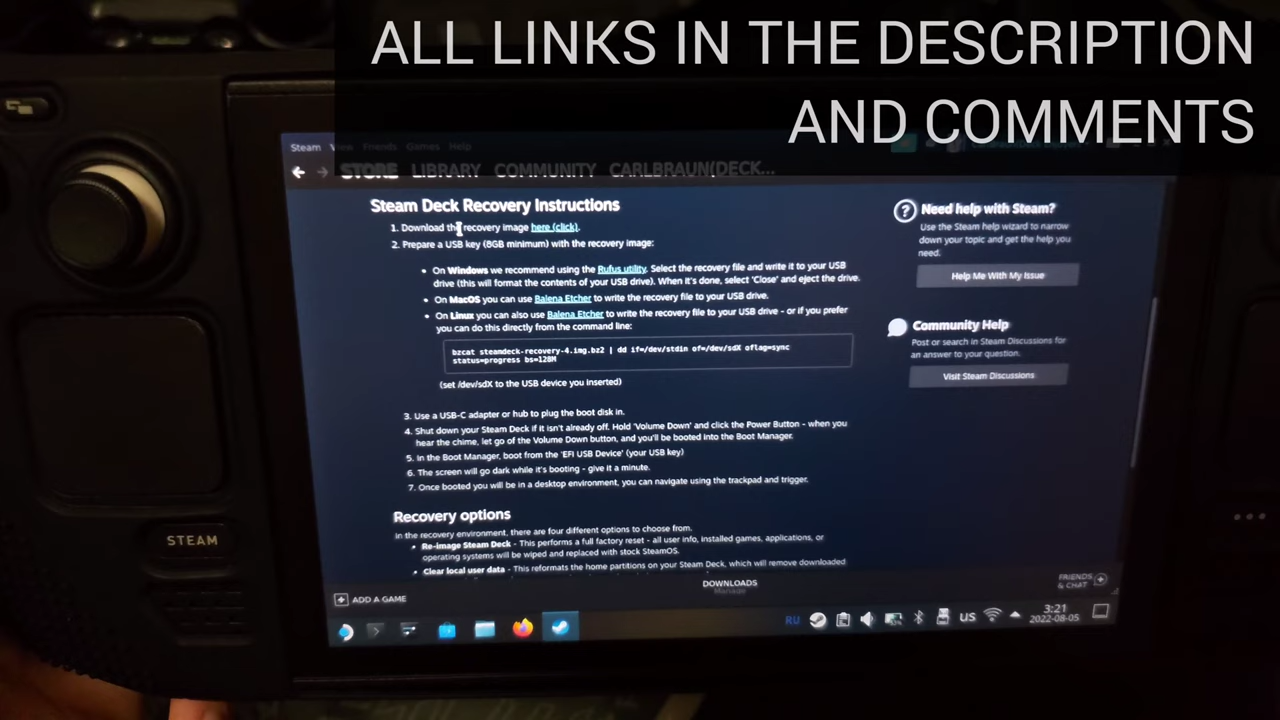 ALL LINKS IN THE DESCRIPTION
AND COMMENTS
Steam View Friends Games Help
STORE LIBRARY COMMUNITY CARLBRAUN(DECK...
Steam Deck Recovery Instructions
1. Download the recovery image here (click).
2. Prepare a USB key (8GB minimum) with the recovery image:
• On Windows we recommend using the Rufus utility. Select the recovery file and write it to your USB
drive (this will format the contents of your USB drive). When it's done, select 'Close' and eject the drive.
• On MacOS you can use Balena Etcher to write the recovery file to your USB drive.
• On Linux you can also use Balena Etcher to write the recovery file to your USB drive - or if you prefer
you can do this directly from the command line:
bzcat steamdeck-recovery-4.img.bz2 | dd if=/dev/stdin of=/dev/sdX oflag=sync
status=progress bs=128M
(set /dev/sdX to the USB device you inserted)
3. Use a USB-C adapter or hub to plug the boot disk in.
4. Shut down your Steam Deck if it isn't already off. Hold 'Volume Down' and click the Power Button - when you
hear the chime, let go of the Volume Down button, and you'll be booted into the Boot Manager.
5. In the Boot Manager, boot from the 'EFI USB Device' (your USB key)
6. The screen will go dark while it's booting - give it a minute.
7. Once booted you will be in a desktop environment, you can navigate using the trackpad and trigger.
Recovery options
In the recovery environment, there are four different options to choose from.
• Re-image Steam Deck - This performs a full factory reset - all user info, installed games, applications, or
operating systems will be wiped and replaced with stock SteamOS.
• Clear local user data - This reformats the home partitions on your Steam Deck, which will remove downloaded
Need help with Steam?
Use the Steam help wizard to narrow
down your topic and get the help you
need.
Help Me With My Issue
Community Help
Post or search in Steam Discussions for
an answer to your question.
Visit Steam Discussions
STEAM
ADD A GAME
DOWNLOADS
Manage
FRIENDS
& CHAT
RU
US
3:21
2022-08-05